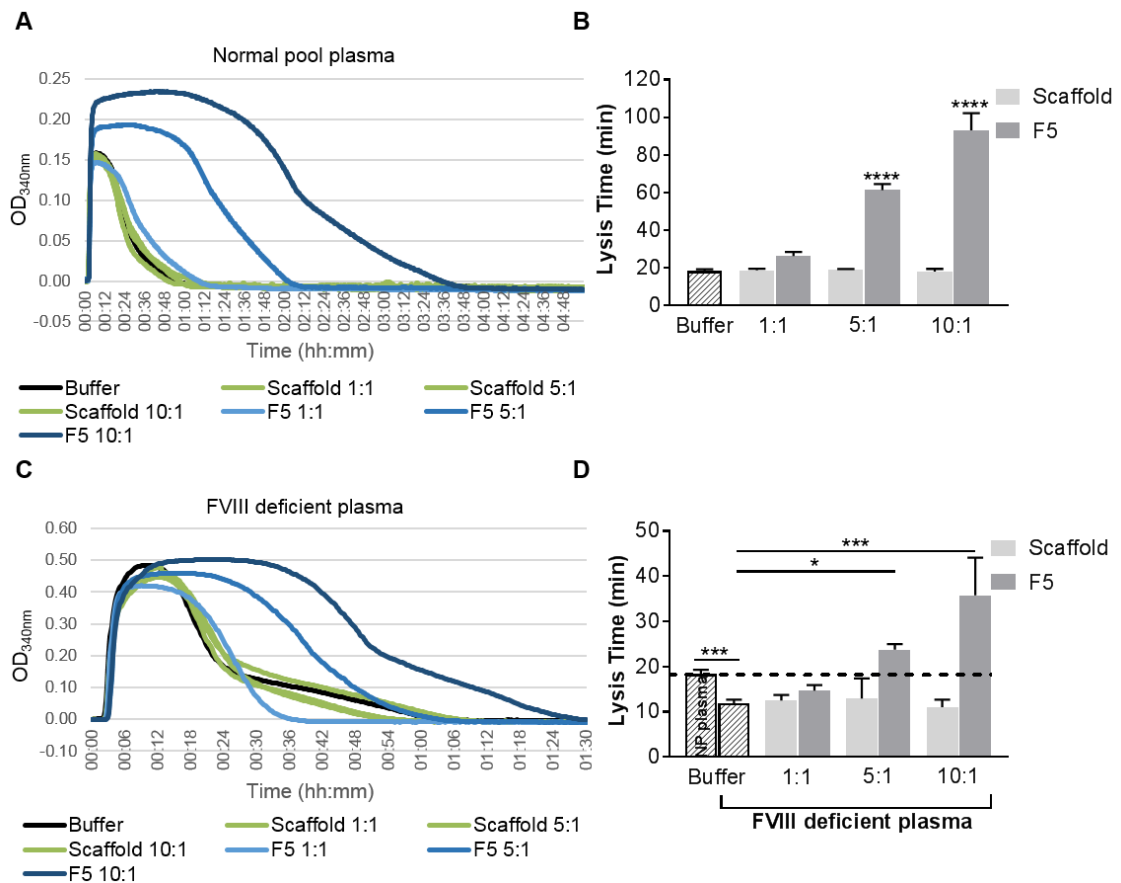 A
Normal pool plasma
0.25
0.20
0.15
0.10
0.05
0.00
-0.05
OD340nm
00:00
00:12
00:24
00:36
00:48
01:00
01:12
01:24
01:36
01:48
02:00
02:12
02:24
02:36
02:48
03:00
03:12
03:24
03:36
03:48
04:00
04:12
04:24
04:36
04:48
Time (hh:mm)
Buffer Scaffold 1:1 Scaffold 5:1
Scaffold 10:1 F5 1:1 F5 5:1
F5 10:1
B
120
100
80
60
40
20
0
Lysis Time (min)
****
****
Scaffold
F5
Buffer 1:1 5:1 10:1
C
FVIII deficient plasma
0.60
0.50
0.40
0.30
0.20
0.10
0.00
-0.10
OD340nm
00:00
00:06
00:12
00:18
00:24
00:30
00:36
00:42
00:48
00:54
01:00
01:06
01:12
01:18
01:24
01:30
Time (hh:mm)
Buffer Scaffold 1:1 Scaffold 5:1
Scaffold 10:1 F5 1:1 F5 5:1
F5 10:1
D
50
40
30
20
10
0
Lysis Time (min)
***
*
***
NP plasma
Scaffold
F5
Buffer 1:1 5:1 10:1
FVIII deficient plasma